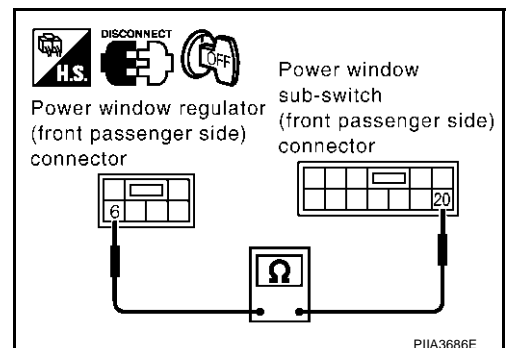 DISCONNECT
H.S.
OFF
Power window regulator
(front passenger side)
connector
Power window
sub-switch
(front passenger side)
connector
6
20
Ω
PIIA3686E